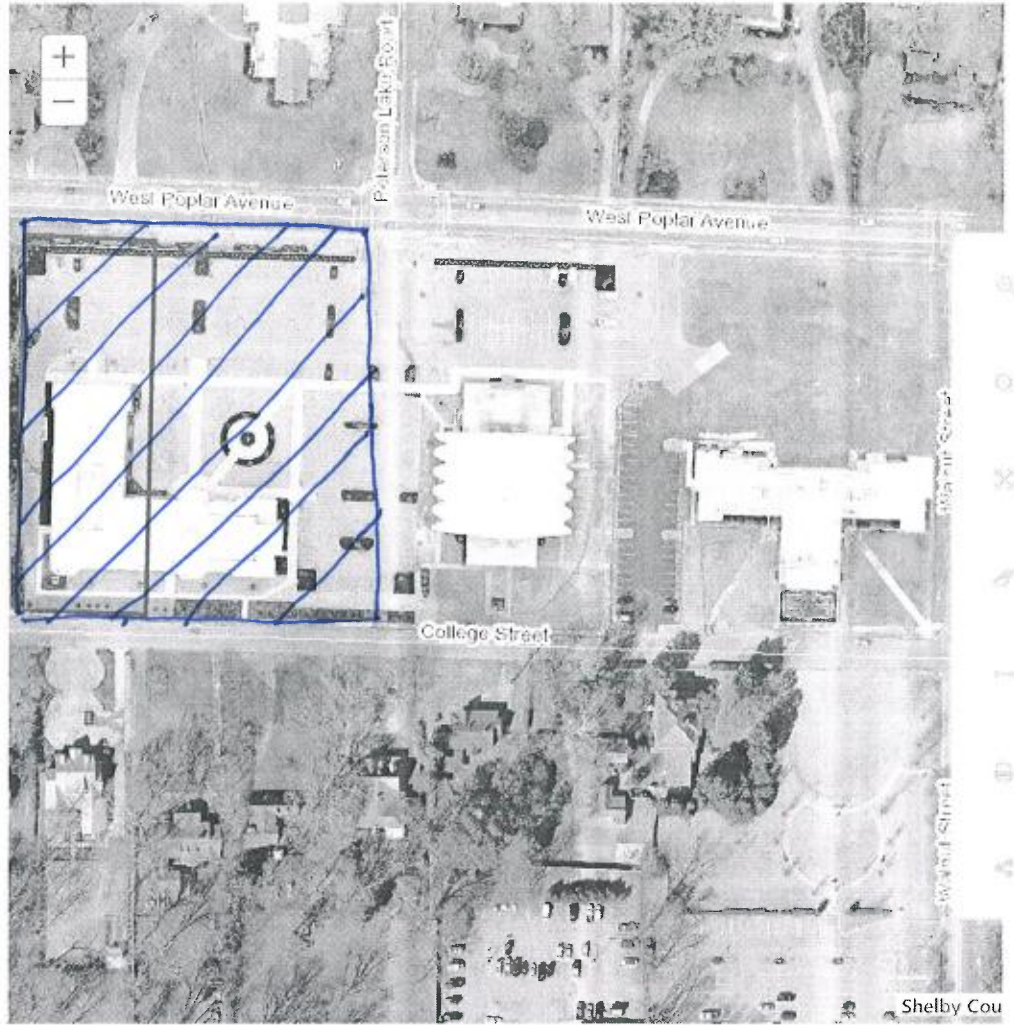 +
−
Peterson Lake Road
West Poplar Avenue
West Poplar Avenue
Walnut Street
College Street
S Walnut Street
Shelby Cou